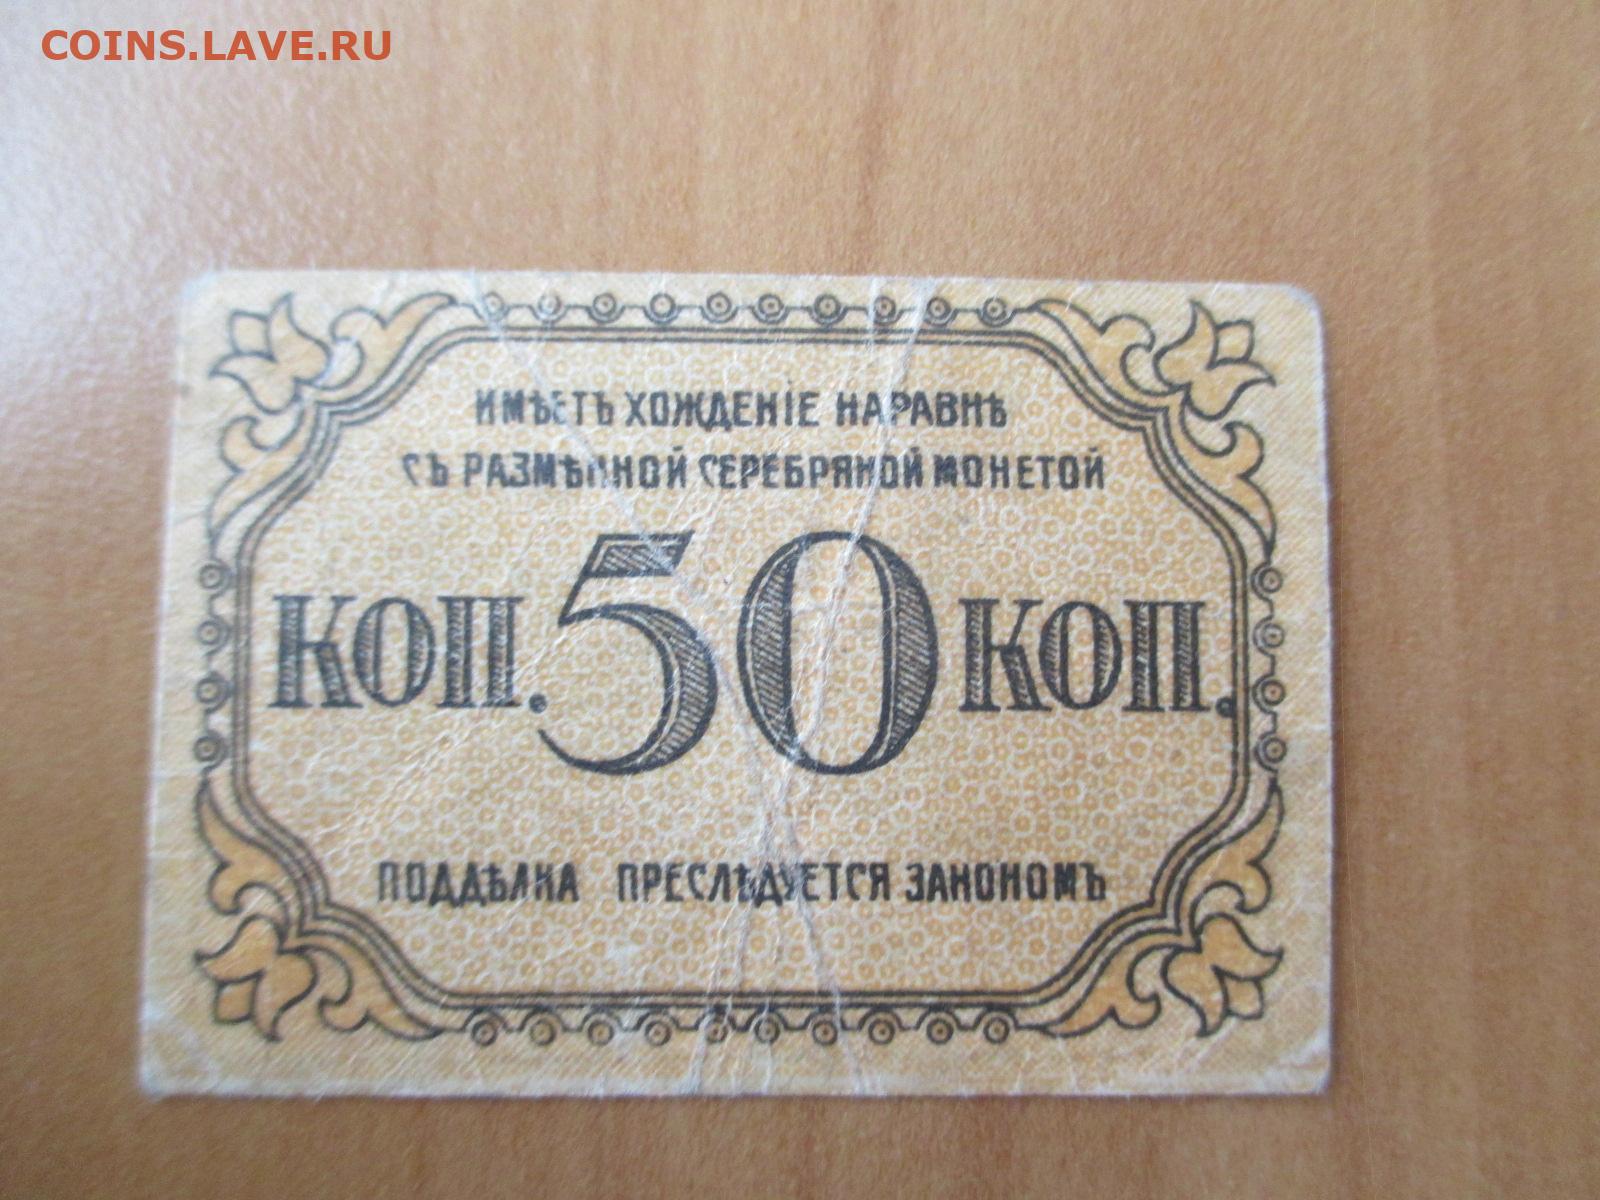 COINS.LAVE.RU
ИМѢЕТЪ ХОЖДЕНІЕ НАРАВНѢ
СЪ РАЗМѢННОЙ СЕРЕБРЯНОЙ МОНЕТОЙ
КОП. 50 КОП.
ПОДДѢЛКА ПРЕСЛѢДУЕТСЯ ЗАКОНОМЪ